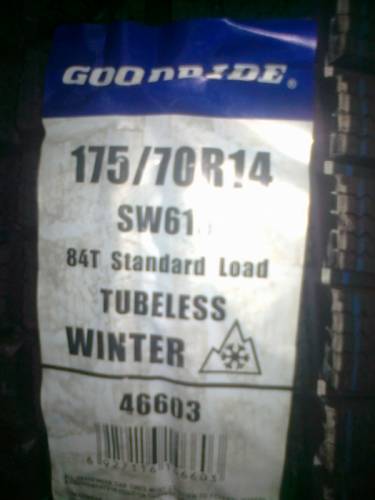 GOODRIDE®
175/70R14
SW61
84T Standard Load
TUBELESS
WINTER
46603